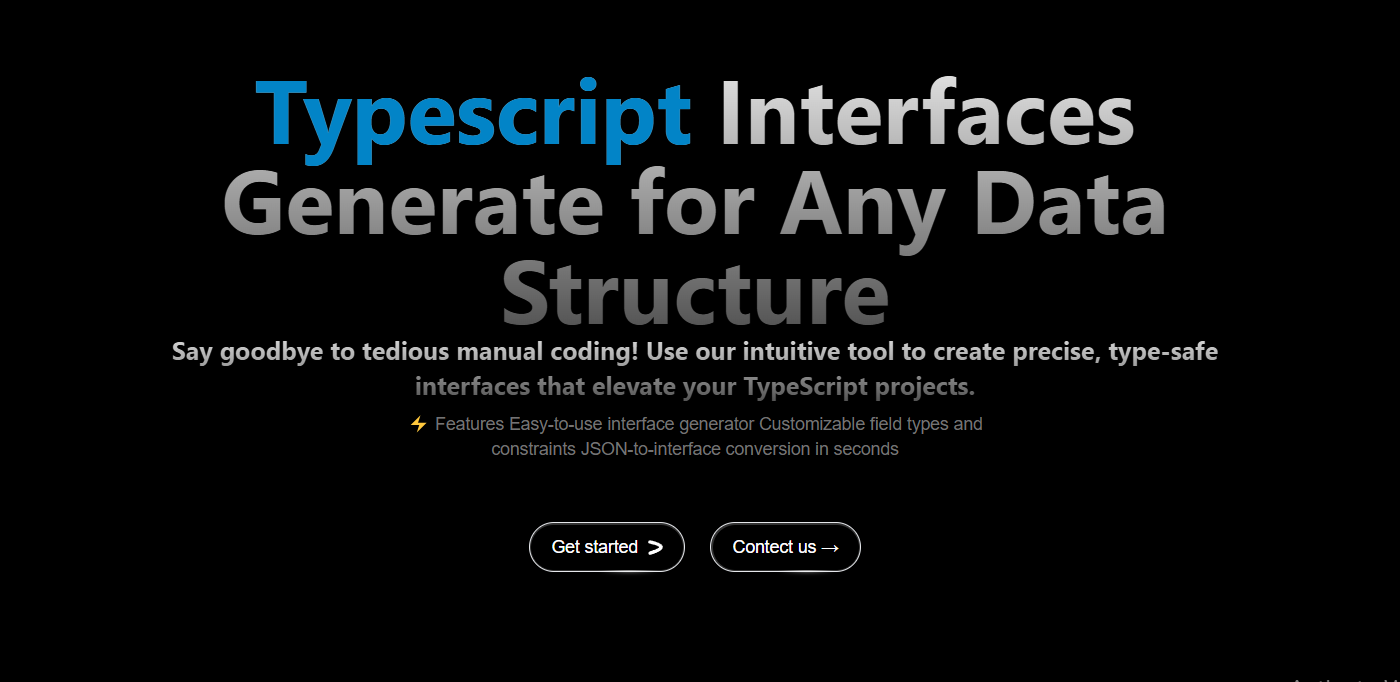 Typescript Interfaces
Generate for Any Data
Structure
Say goodbye to tedious manual coding! Use our intuitive tool to create precise, type-safe
interfaces that elevate your TypeScript projects.
⚡ Features Easy-to-use interface generator Customizable field types and
constraints JSON-to-interface conversion in seconds
Get started >
Contect us →